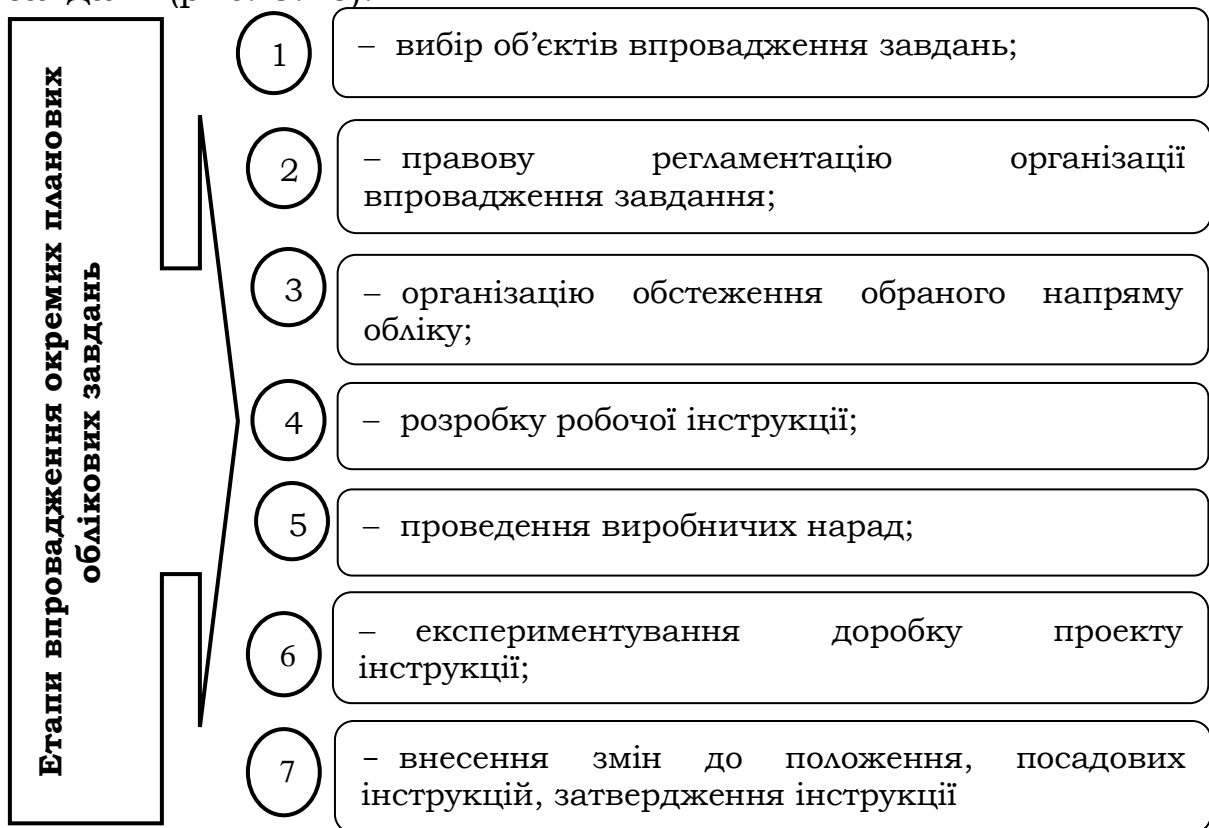 Етапи впровадження окремих планових
облікових завдань
1
– вибір об’єктів впровадження завдань;
2
– правову регламентацію організації
впровадження завдання;
3
– організацію обстеження обраного напряму
обліку;
4
– розробку робочої інструкції;
5
– проведення виробничих нарад;
6
– експериментування доробку проекту
інструкції;
7
– внесення змін до положення, посадових
інструкцій, затвердження інструкції